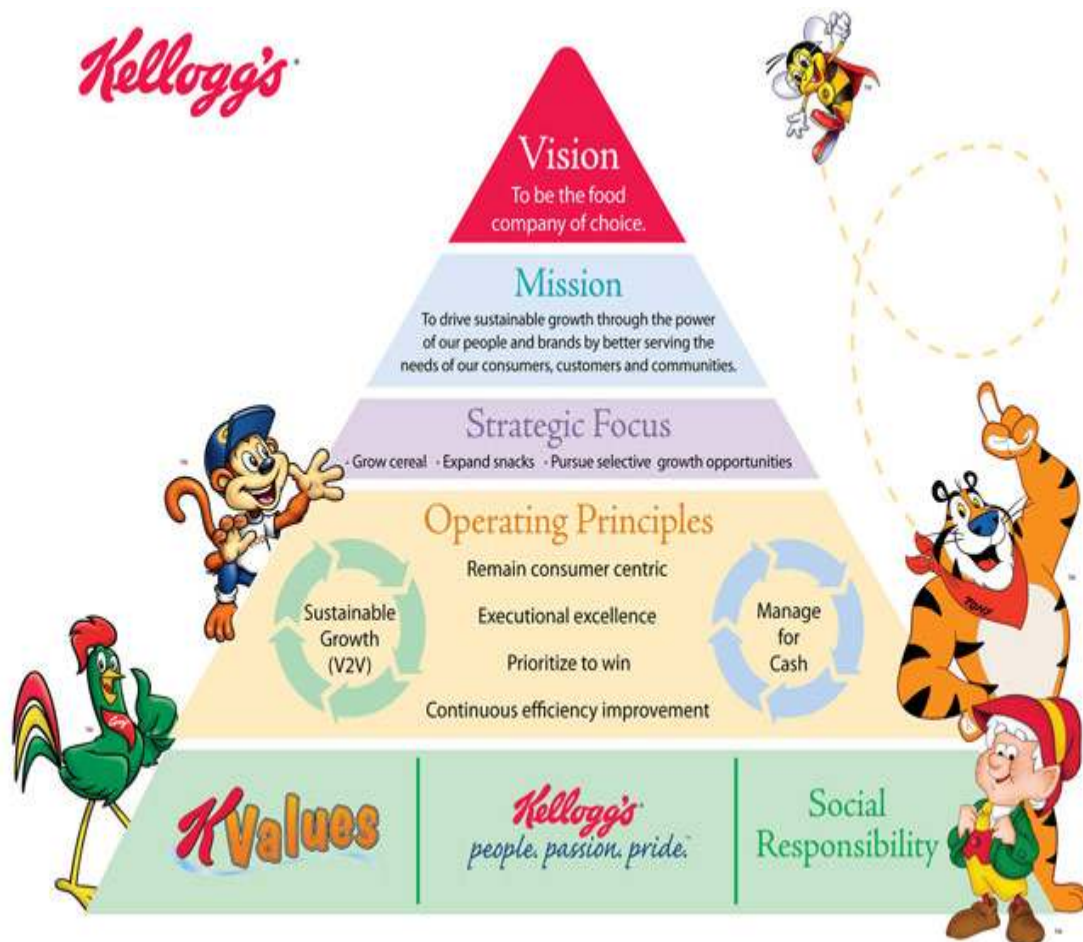 Kellogg's
Vision
To be the food
company of choice.
Mission
To drive sustainable growth through the power
of our people and brands by better serving the
needs of our consumers, customers and communities.
Strategic Focus
· Grow cereal · Expand snacks · Pursue selective growth opportunities
Operating Principles
Remain consumer centric
Executional excellence
Prioritize to win
Continuous efficiency improvement
Sustainable
Growth
(V2V)
Manage
for
Cash
TONY
K Values
Kellogg's
people. passion. pride.
Social
Responsibility